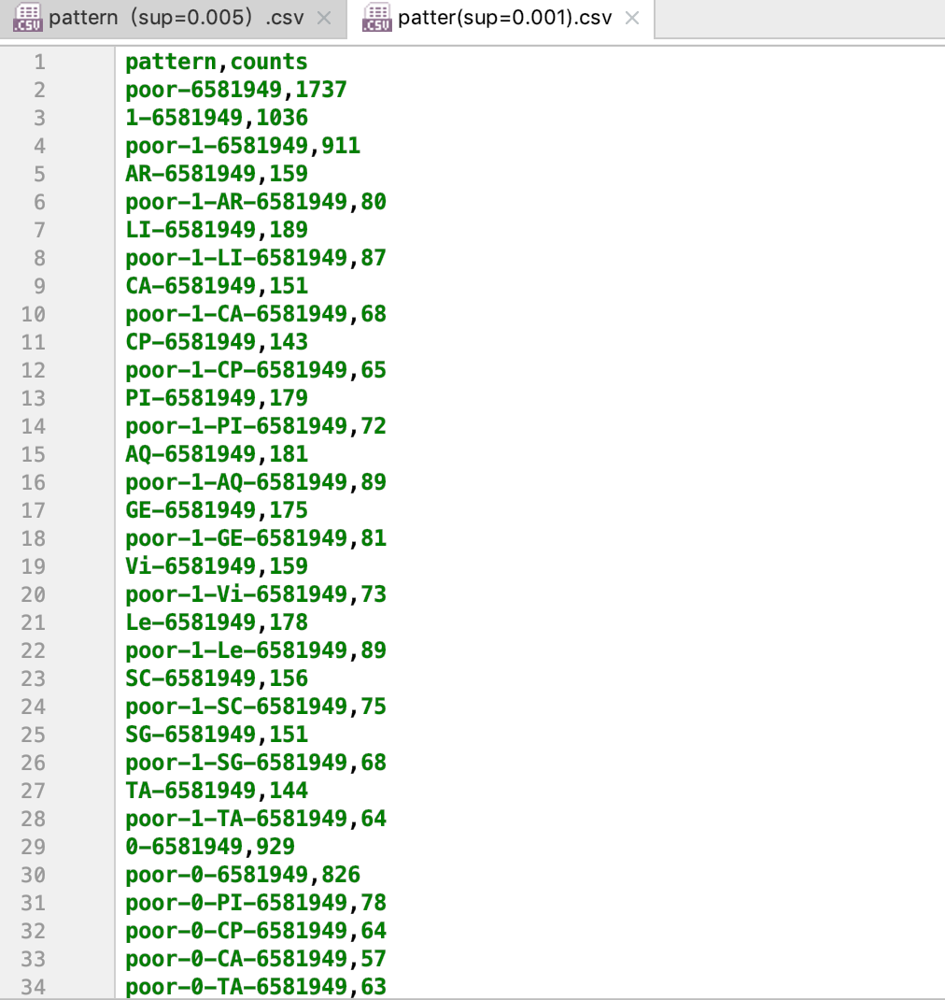 pattern（sup=0.005）.csv × patter(sup=0.001).csv ×
1 pattern,counts
2 poor-6581949,1737
3 1-6581949,1036
4 poor-1-6581949,911
5 AR-6581949,159
6 poor-1-AR-6581949,80
7 LI-6581949,189
8 poor-1-LI-6581949,87
9 CA-6581949,151
10 poor-1-CA-6581949,68
11 CP-6581949,143
12 poor-1-CP-6581949,65
13 PI-6581949,179
14 poor-1-PI-6581949,72
15 AQ-6581949,181
16 poor-1-AQ-6581949,89
17 GE-6581949,175
18 poor-1-GE-6581949,81
19 Vi-6581949,159
20 poor-1-Vi-6581949,73
21 Le-6581949,178
22 poor-1-Le-6581949,89
23 SC-6581949,156
24 poor-1-SC-6581949,75
25 SG-6581949,151
26 poor-1-SG-6581949,68
27 TA-6581949,144
28 poor-1-TA-6581949,64
29 0-6581949,929
30 poor-0-6581949,826
31 poor-0-PI-6581949,78
32 poor-0-CP-6581949,64
33 poor-0-CA-6581949,57
34 poor-0-TA-6581949,63